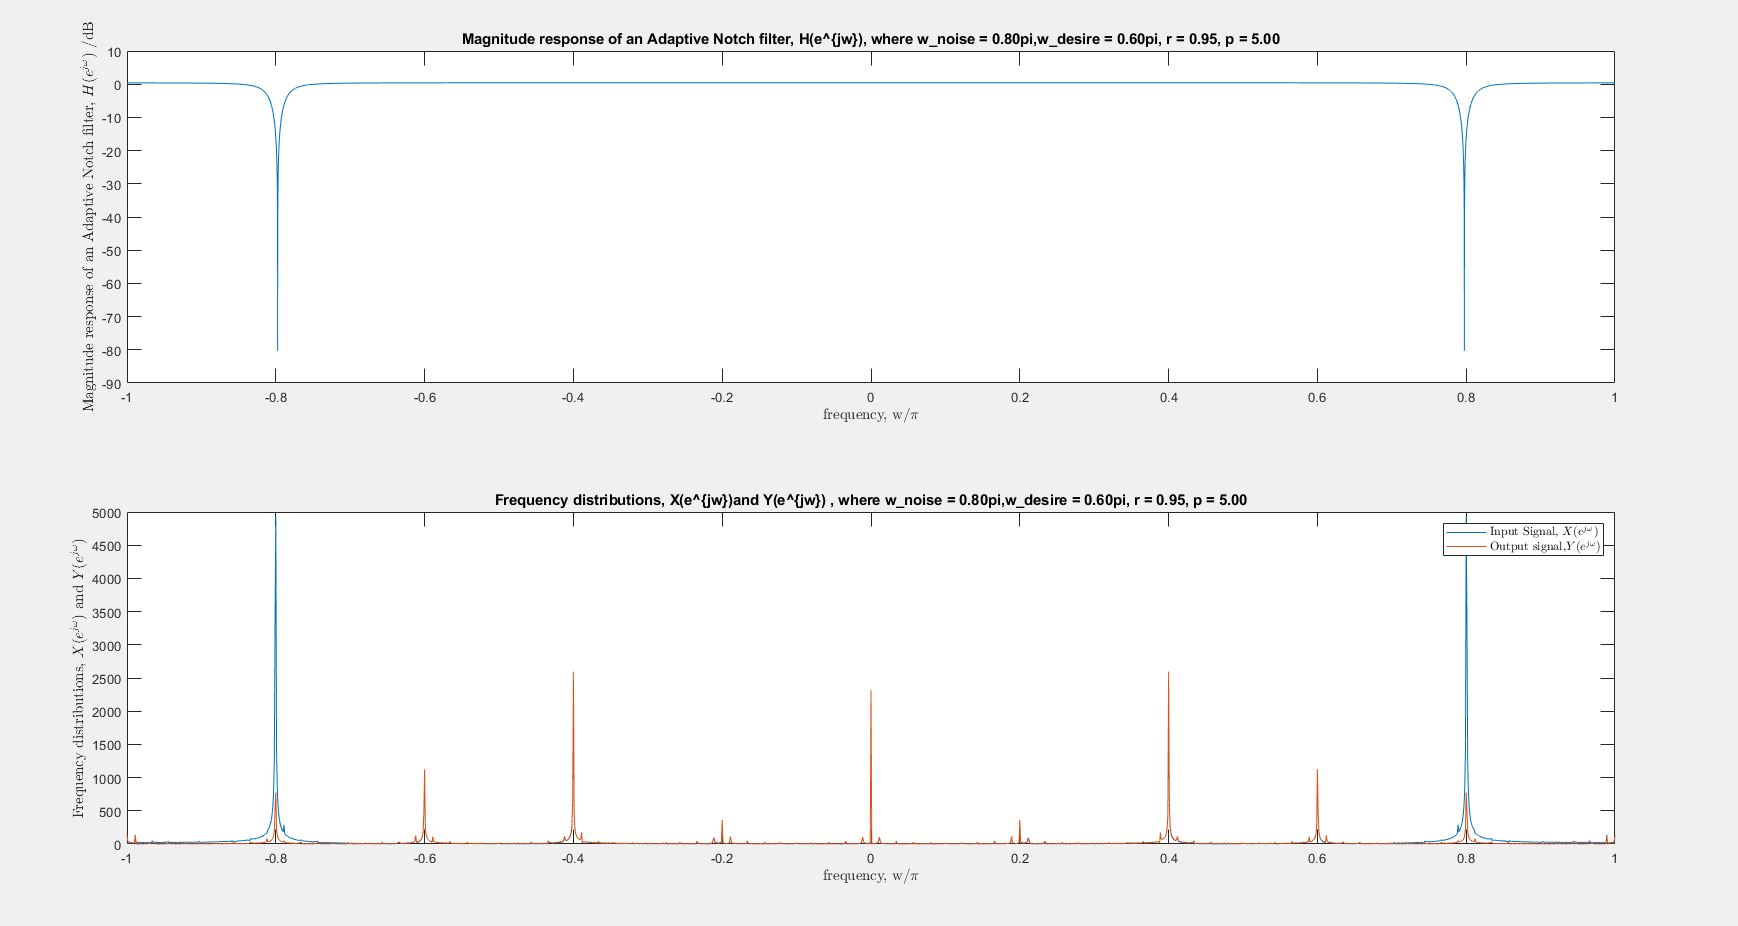 Magnitude response of an Adaptive Notch filter, H(e^{jw}), where w_noise = 0.80pi,w_desire = 0.60pi, r = 0.95, p = 5.00
Magnitude response of an Adaptive Notch filter, H(e^{jω}) /dB
10
0
-10
-20
-30
-40
-50
-60
-70
-80
-90
-1 -0.8 -0.6 -0.4 -0.2 0 0.2 0.4 0.6 0.8 1
frequency, w/π
Frequency distributions, X(e^{jw})and Y(e^{jw}) , where w_noise = 0.80pi,w_desire = 0.60pi, r = 0.95, p = 5.00
Frequency distributions, X(e^{jω}) and Y(e^{jω})
5000
4500
4000
3500
3000
2500
2000
1500
1000
500
0
Input Signal, X(e^{jω})
Output signal,Y(e^{jω})
-1 -0.8 -0.6 -0.4 -0.2 0 0.2 0.4 0.6 0.8 1
frequency, w/π